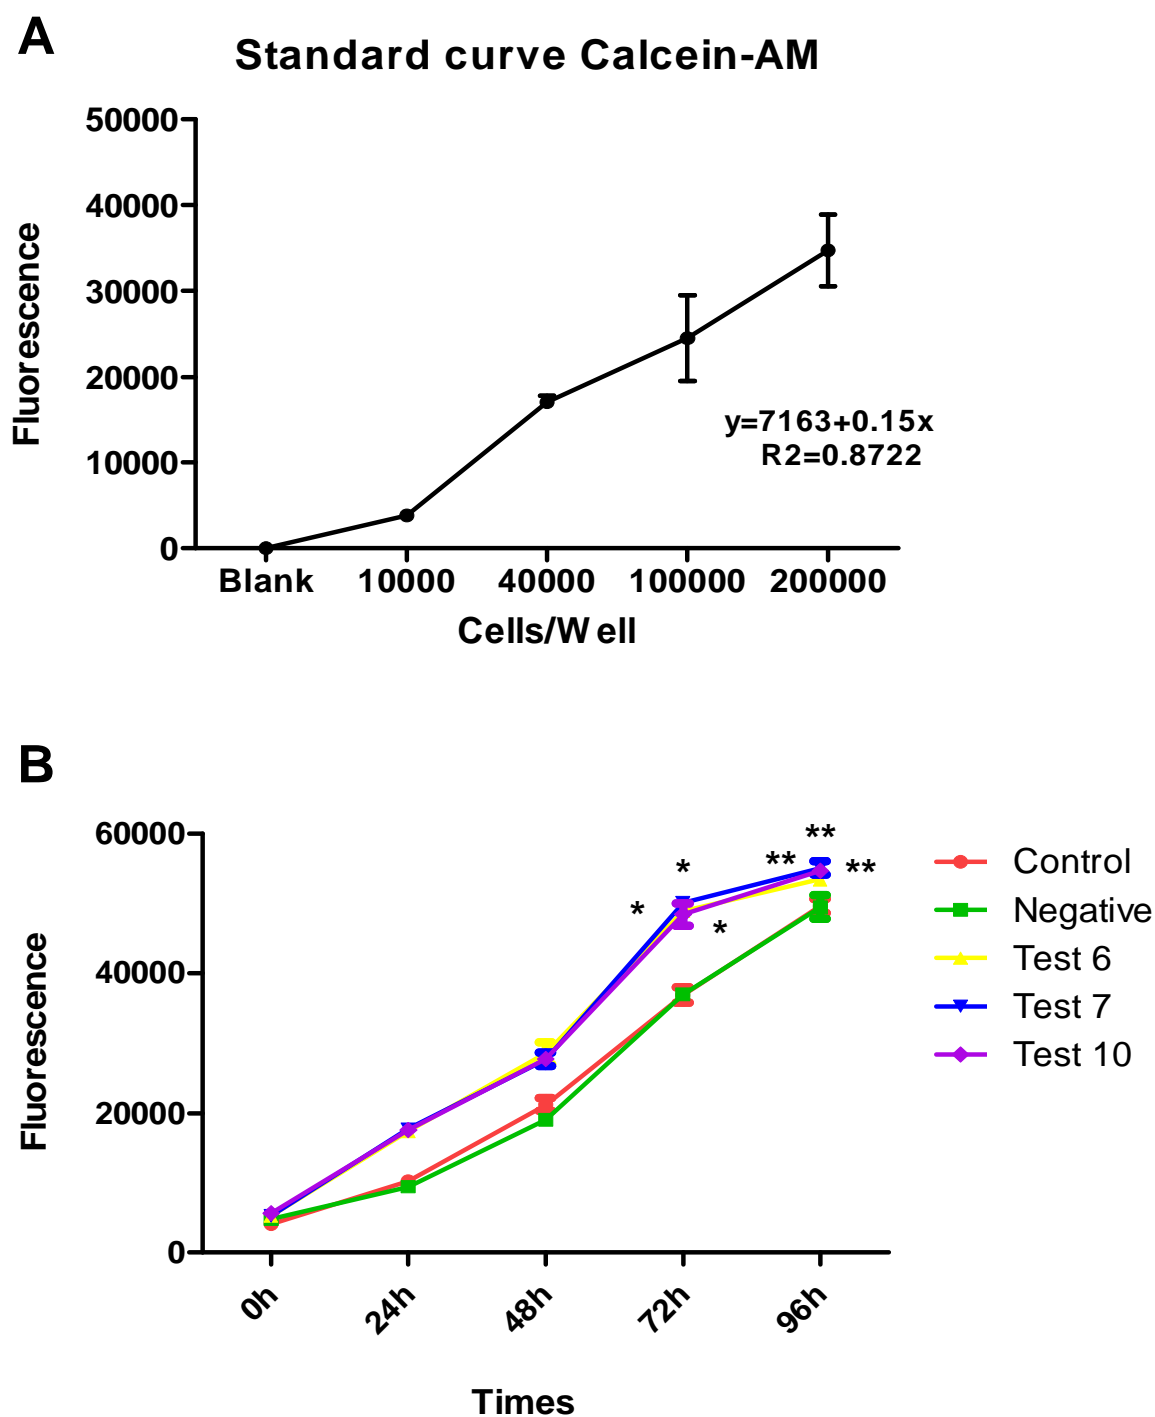 A
Standard curve Calcein-AM
50000
40000
30000
20000
10000
0
Fluorescence
y=7163+0.15x
R2=0.8722
Blank 10000 40000 100000 200000
Cells/Well
B
60000
40000
20000
0
Fluorescence
**
** **
*
* *
Control
Negative
Test 6
Test 7
Test 10
0h 24h 48h 72h 96h
Times